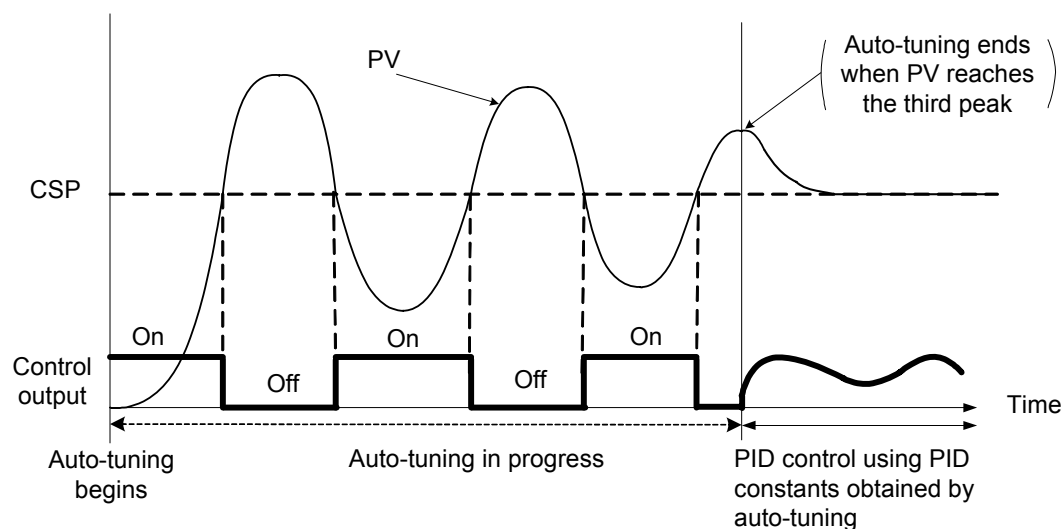 PV
Auto-tuning ends
when PV reaches
the third peak
CSP
On
On
On
Control
output
Off
Off
Time
Auto-tuning
begins
Auto-tuning in progress
PID control using PID
constants obtained by
auto-tuning